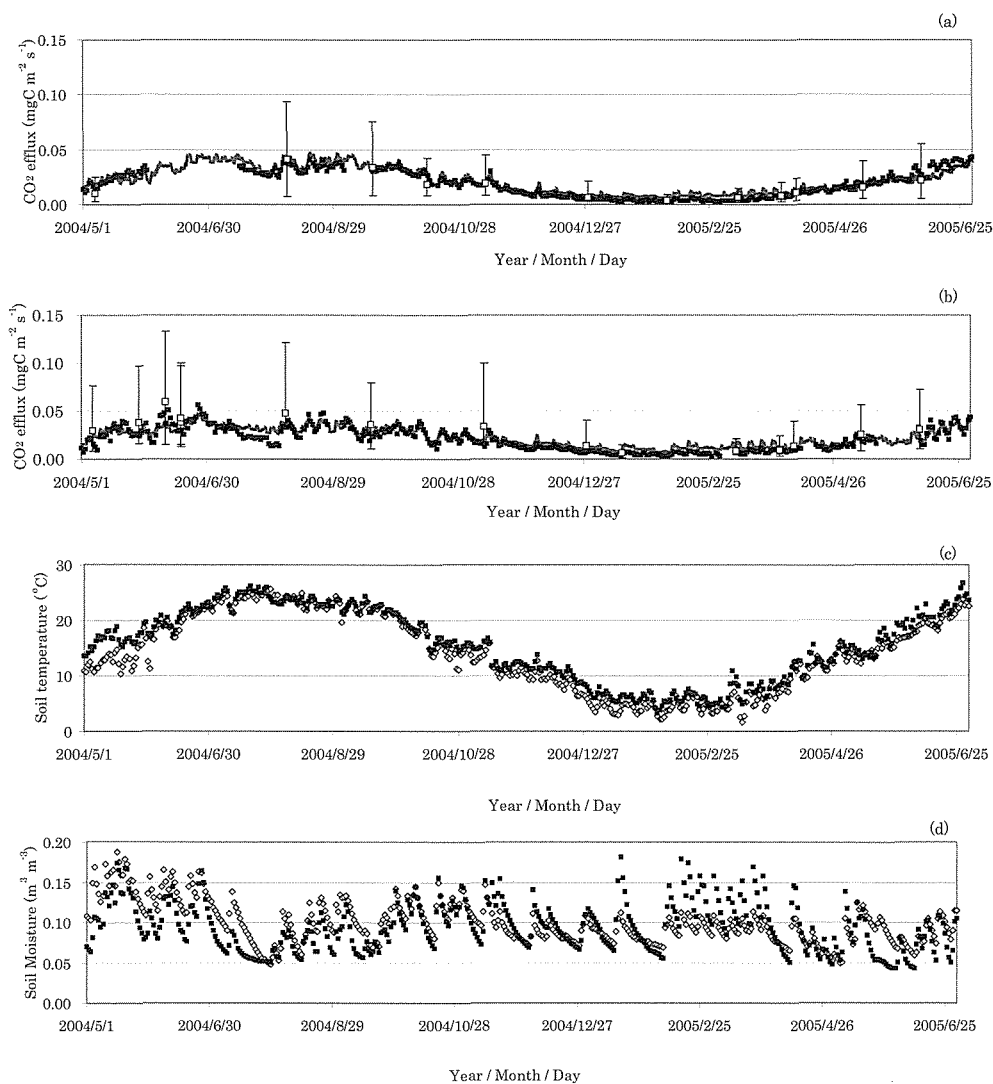 (a)
CO2 efflux (mgC m-2 s-1)
0.15
0.10
0.05
0.00
2004/5/1 2004/6/30 2004/8/29 2004/10/28 2004/12/27 2005/2/25 2005/4/26 2005/6/25
Year / Month / Day
(b)
CO2 efflux (mgC m-2 s-1)
0.15
0.10
0.05
0.00
2004/5/1 2004/6/30 2004/8/29 2004/10/28 2004/12/27 2005/2/25 2005/4/26 2005/6/25
Year / Month / Day
(c)
Soil temperature (°C)
30
20
10
0
2004/5/1 2004/6/30 2004/8/29 2004/10/28 2004/12/27 2005/2/25 2005/4/26 2005/6/25
Year / Month / Day
(d)
Soil Moisture (m3 m-3)
0.20
0.15
0.10
0.05
0.00
2004/5/1 2004/6/30 2004/8/29 2004/10/28 2004/12/27 2005/2/25 2005/4/26 2005/6/25
Year / Month / Day